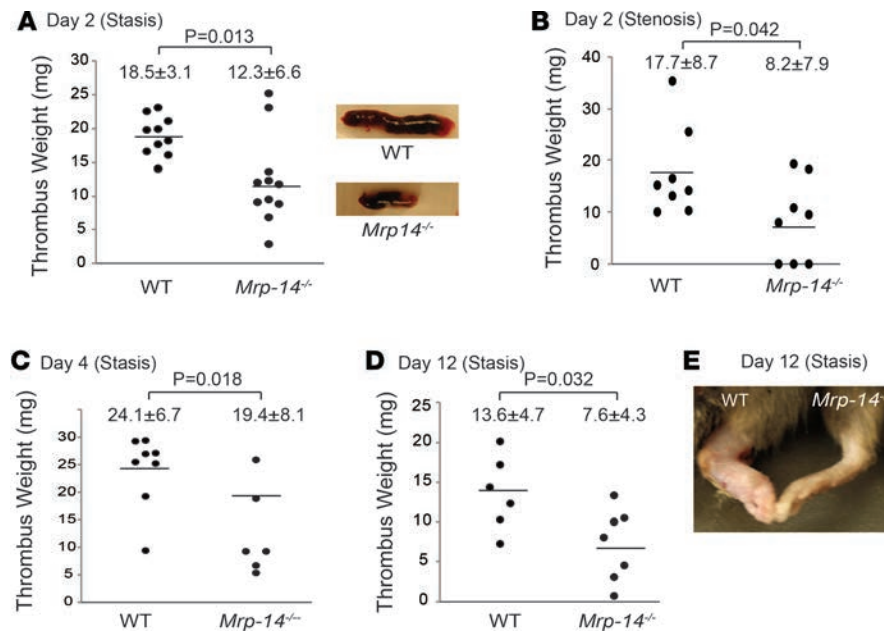 A Day 2 (Stasis)
P=0.013
18.5±3.1 12.3±6.6
Thrombus Weight (mg)
30
25
20
15
10
5
0
WT Mrp-14-/-
WT
Mrp14-/-
B Day 2 (Stenosis)
P=0.042
17.7±8.7 8.2±7.9
Thrombus Weight (mg)
40
30
20
10
0
WT Mrp-14-/-
C Day 4 (Stasis)
P=0.018
24.1±6.7 19.4±8.1
Thrombus Weight (mg)
30
25
20
15
10
5
0
WT Mrp-14-/--
D Day 12 (Stasis)
P=0.032
13.6±4.7 7.6±4.3
Thrombus Weight (mg)
20
15
10
5
0
WT Mrp-14-/-
E Day 12 (Stasis)
WT Mrp-14-/